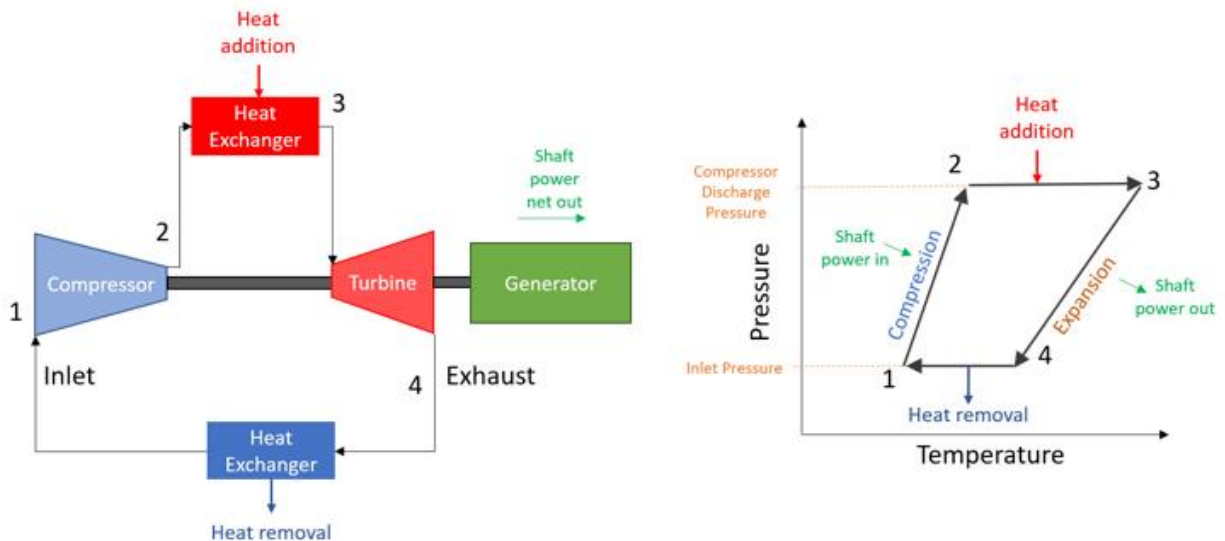 Heat
addition
Heat
Exchanger
3
2
Compressor
1
Inlet
Turbine
Shaft
power
net out
Generator
4
Exhaust
Heat
Exchanger
Heat removal
Heat
addition
Compressor
Discharge
Pressure
2
3
Pressure
Shaft
power in
Compression
Expansion
Shaft
power out
Inlet Pressure
1
4
Heat removal
Temperature